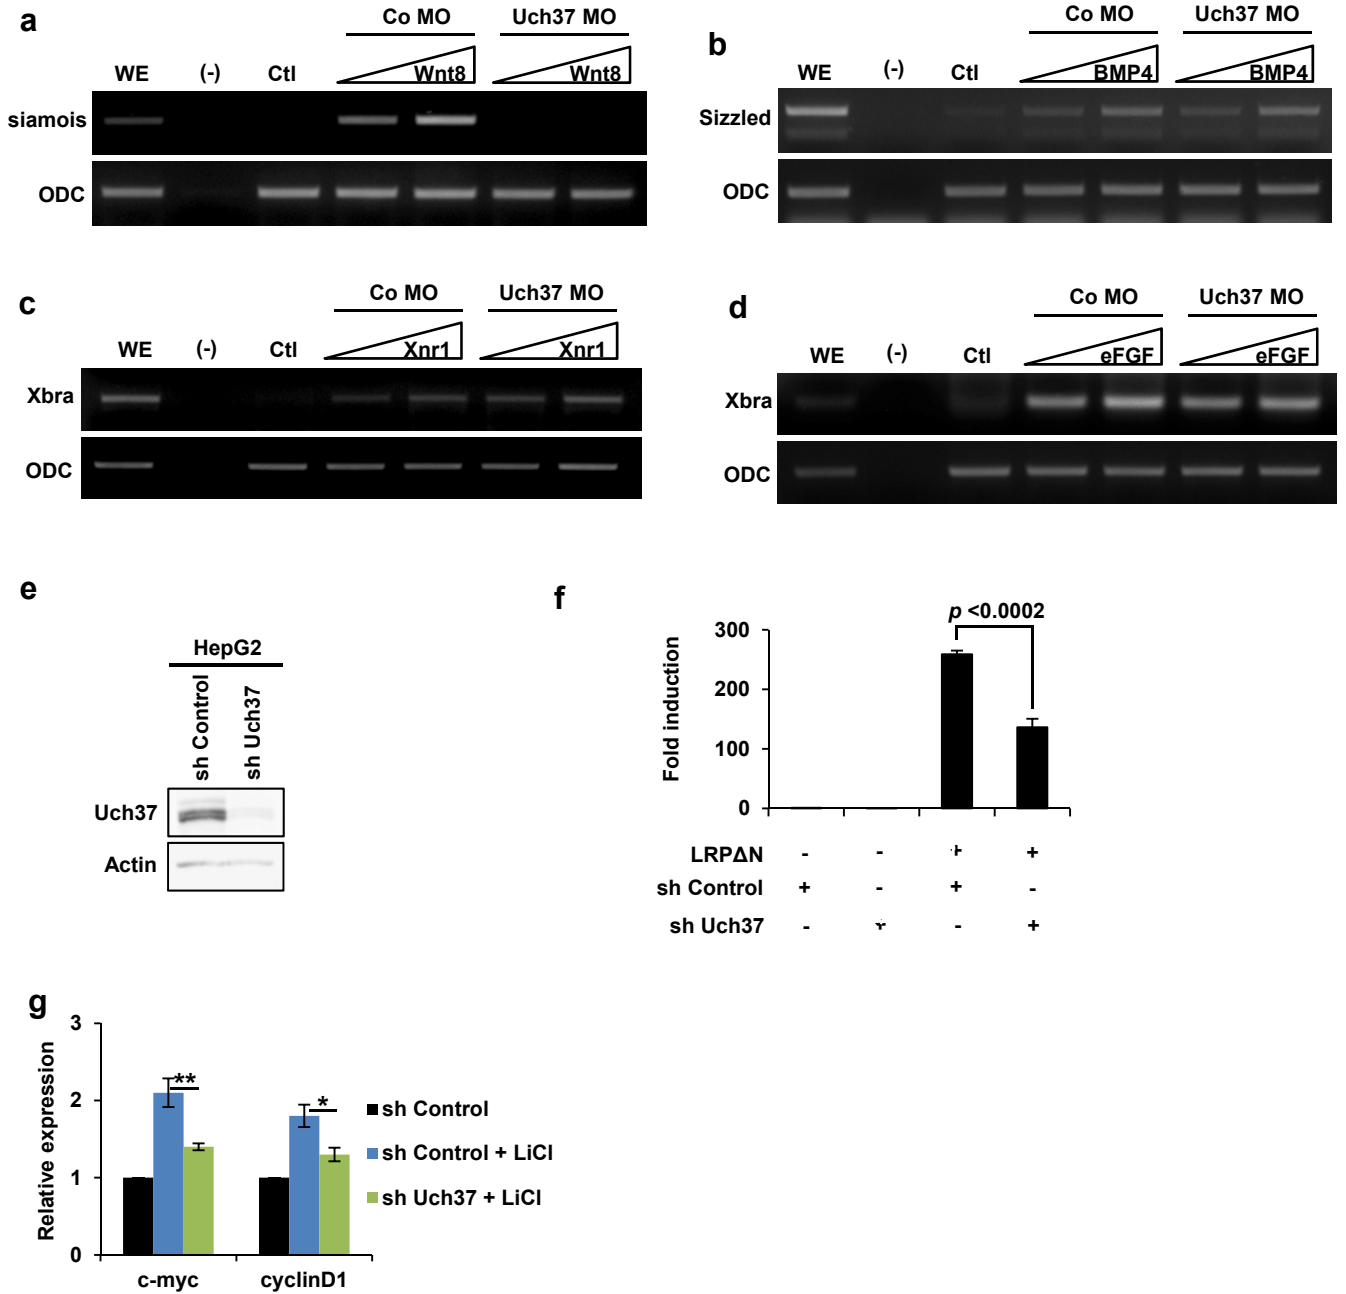 a
Co MO Uch37 MO
WE (-) Ctl Wnt8 Wnt8
siamois
ODC
b
Co MO Uch37 MO
WE (-) Ctl BMP4 BMP4
Sizzled
ODC
c
Co MO Uch37 MO
WE (-) Ctl Xnr1 Xnr1
Xbra
ODC
d
Co MO Uch37 MO
WE (-) Ctl eFGF eFGF
Xbra
ODC
e
HepG2
sh Control
sh Uch37
Uch37
Actin
f
p <0.0002
Fold induction
300
200
100
0
LRPΔN - - + +
sh Control + - + -
sh Uch37 - + - +
g
Relative expression
3
2
1
0
** *
c-myc cyclinD1
sh Control
sh Control + LiCl
sh Uch37 + LiCl